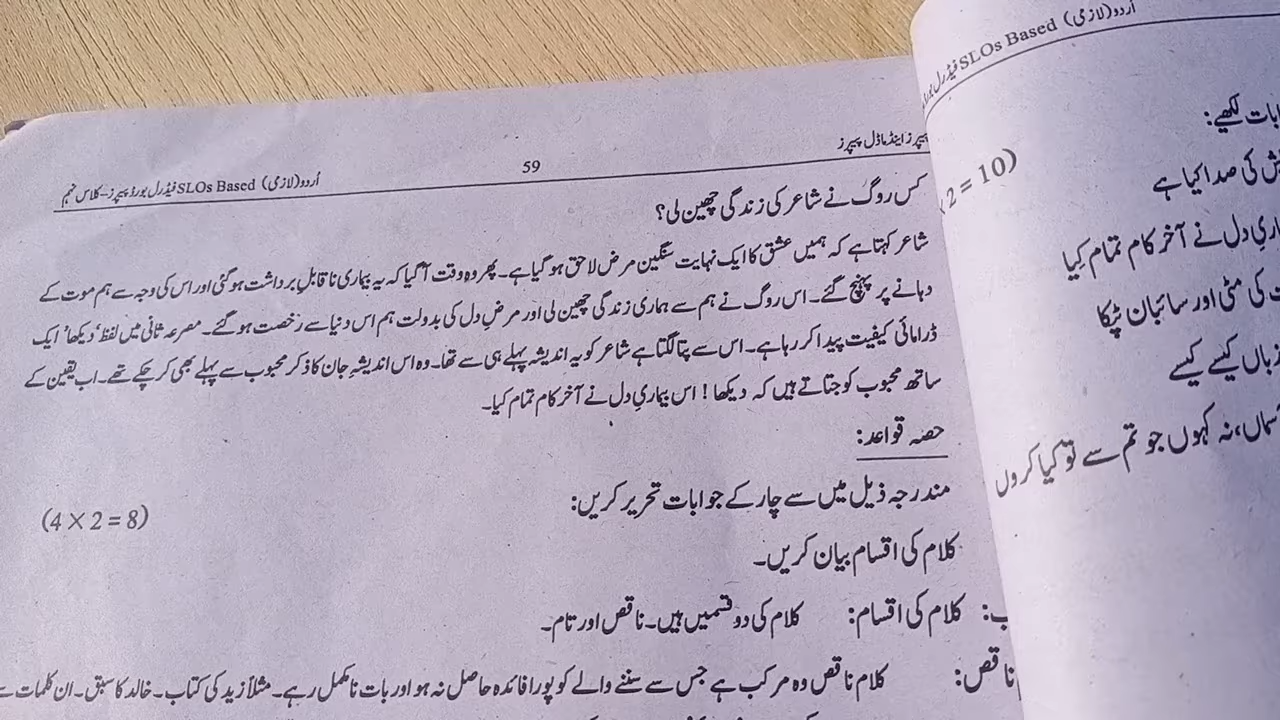 پیپرز اینڈ ماڈل پیپرز
59
اُردو (لازمی) SLOs Based فیڈرل بورڈ پیپرز-کلاس نہم
کس روگ نے شاعر کی زندگی چھین لی؟
شاعر کہتا ہے کہ ہمیں عشق کا ایک نہایت سنگین مرض لاحق ہو گیا ہے۔ پھر وہ وقت آ گیا کہ یہ بیماری ناقابلِ برداشت ہو گئی اور اس کی وجہ سے ہم موت کے
دہانے پر پہنچ گئے۔ اس روگ نے ہم سے ہماری زندگی چھین لی اور مرضِ دل کی بدولت ہم اس دنیا سے رخصت ہو گئے۔ مصرعہ ثانی میں لفظ 'دیکھا' ایک
ڈرامائی کیفیت پیدا کر رہا ہے۔ اس سے پتا لگتا ہے شاعر کو یہ اندیشہ پہلے ہی سے تھا۔ وہ اس اندیشہِ جان کا ذکر محبوب سے پہلے بھی کر چکے تھے۔ اب یقین کے
ساتھ محبوب کو جتاتے ہیں کہ دیکھا! اس بیماریِ دل نے آخر کام تمام کیا۔
حصہ قواعد:
مندرجہ ذیل میں سے چار کے جوابات تحریر کریں:
(4 × 2 = 8)
کلام کی اقسام بیان کریں۔
کلام کی اقسام: کلام کی دو قسمیں ہیں۔ ناقص اور تام۔
ناقص: کلام ناقص وہ مرکب ہے جس سے سننے والے کو پورا فائدہ حاصل نہ ہو اور بات نامکمل رہے۔ مثلاً زید کی کتاب۔ خالد کا سبق۔ ان کلمات سے
اُردو (لازمی) SLOs Based فیڈرل بورڈ
لکھیے:
2 = 10)
کی صدا کیا ہے
دل نے آخر کام تمام کِیا
کی مٹی اور سائبان ٹپکا
زباں کیسے کیسے
نہ کہوں جو تم سے تو کیا کروں